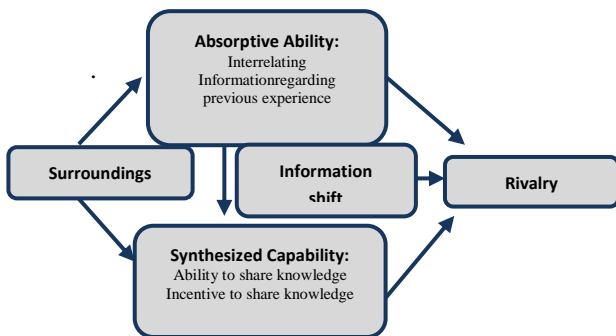 Absorptive Ability:
Interrelating
Informationregarding
previous experience
Surroundings
Information
shift
Rivalry
Synthesized Capability:
Ability to share knowledge
Incentive to share knowledge